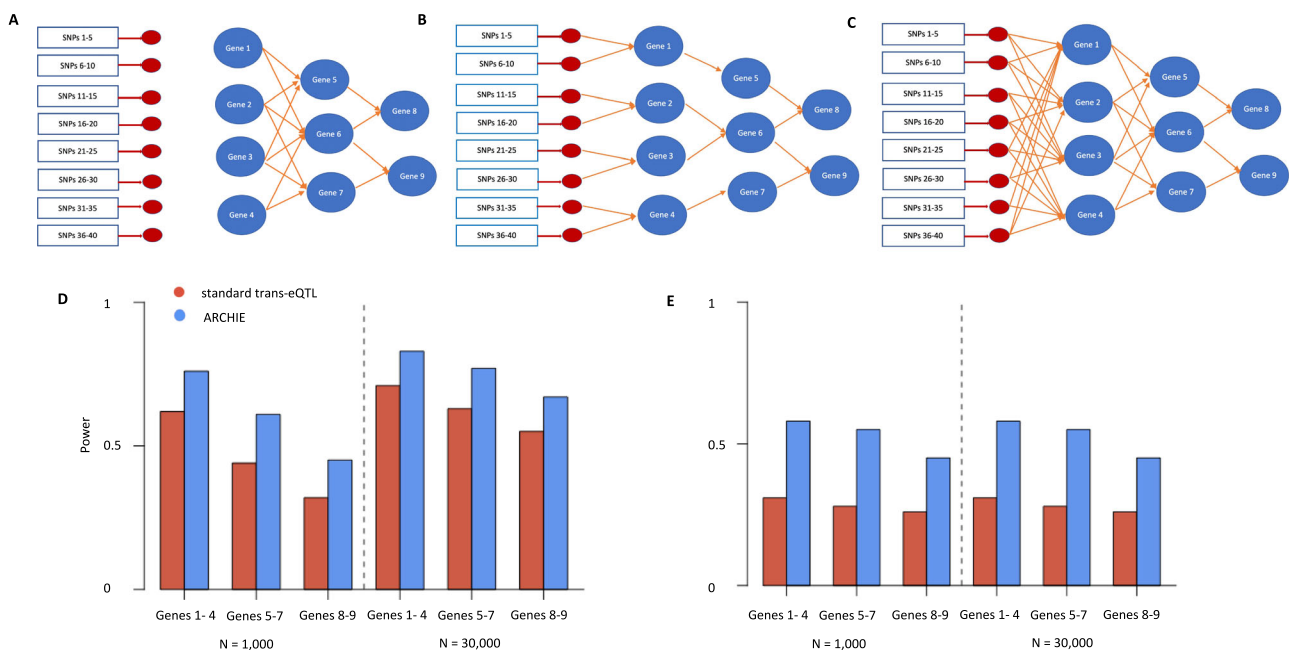 A
SNPs 1-5
SNPs 6-10
SNPs 11-15
SNPs 16-20
SNPs 21-25
SNPs 26-30
SNPs 31-35
SNPs 36-40
Gene 1
Gene 2
Gene 3
Gene 4
Gene 5
Gene 6
Gene 7
Gene 8
Gene 9
B
SNPs 1-5
SNPs 6-10
SNPs 11-15
SNPs 16-20
SNPs 21-25
SNPs 26-30
SNPs 31-35
SNPs 36-40
Gene 1
Gene 2
Gene 3
Gene 4
Gene 5
Gene 6
Gene 7
Gene 8
Gene 9
C
SNPs 1-5
SNPs 6-10
SNPs 11-15
SNPs 16-20
SNPs 21-25
SNPs 26-30
SNPs 31-35
SNPs 36-40
Gene 1
Gene 2
Gene 3
Gene 4
Gene 5
Gene 6
Gene 7
Gene 8
Gene 9
D
standard trans-eQTL
ARCHIE
Power
1
0.5
0
Genes 1- 4
Genes 5-7
Genes 8-9
Genes 1- 4
Genes 5-7
Genes 8-9
N = 1,000
N = 30,000
E
1
0.5
0
Genes 1- 4
Genes 5-7
Genes 8-9
Genes 1- 4
Genes 5-7
Genes 8-9
N = 1,000
N = 30,000